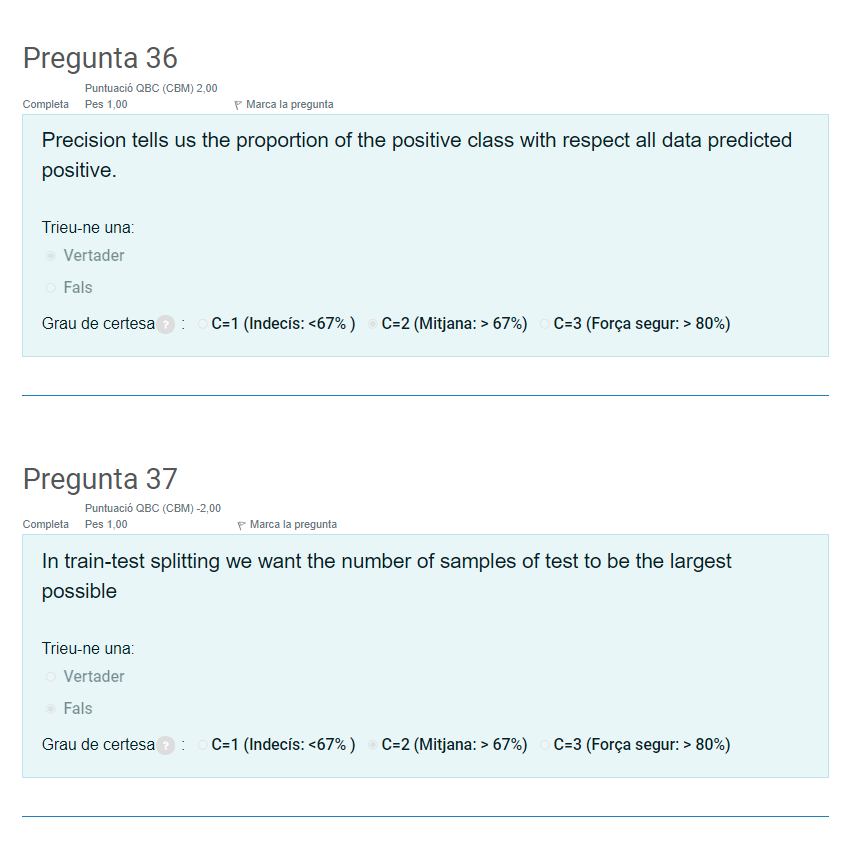 Pregunta 36
Puntuació QBC (CBM) 2,00
Completa Pes 1,00 Marca la pregunta
Precision tells us the proportion of the positive class with respect all data predicted
positive.
Trieu-ne una:
Vertader
Fals
Grau de certesa ? : C=1 (Indecís: <67% ) C=2 (Mitjana: > 67%) C=3 (Força segur: > 80%)
Pregunta 37
Puntuació QBC (CBM) -2,00
Completa Pes 1,00 Marca la pregunta
In train-test splitting we want the number of samples of test to be the largest
possible
Trieu-ne una:
Vertader
Fals
Grau de certesa ? : C=1 (Indecís: <67% ) C=2 (Mitjana: > 67%) C=3 (Força segur: > 80%)